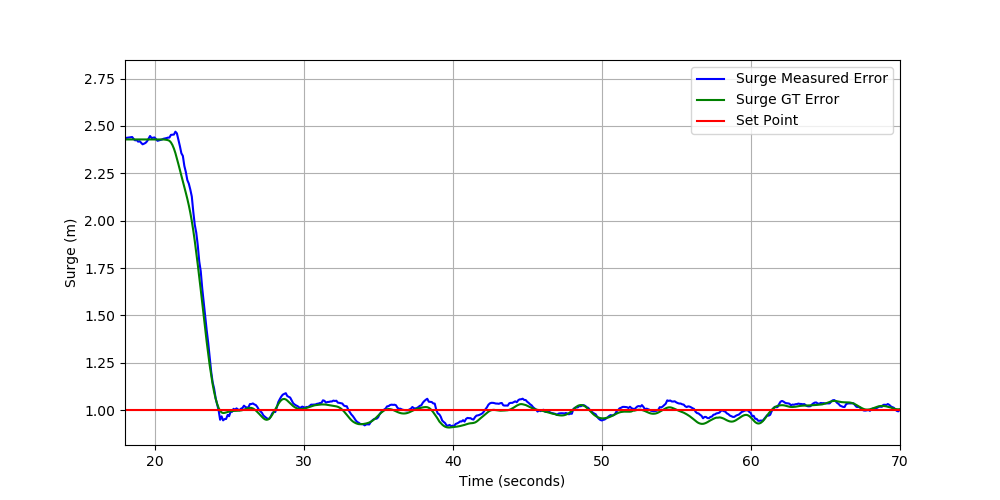 Surge Measured Error
Surge GT Error
Set Point
2.75
2.50
2.25
2.00
1.75
1.50
1.25
1.00
Surge (m)
20 30 40 50 60 70
Time (seconds)